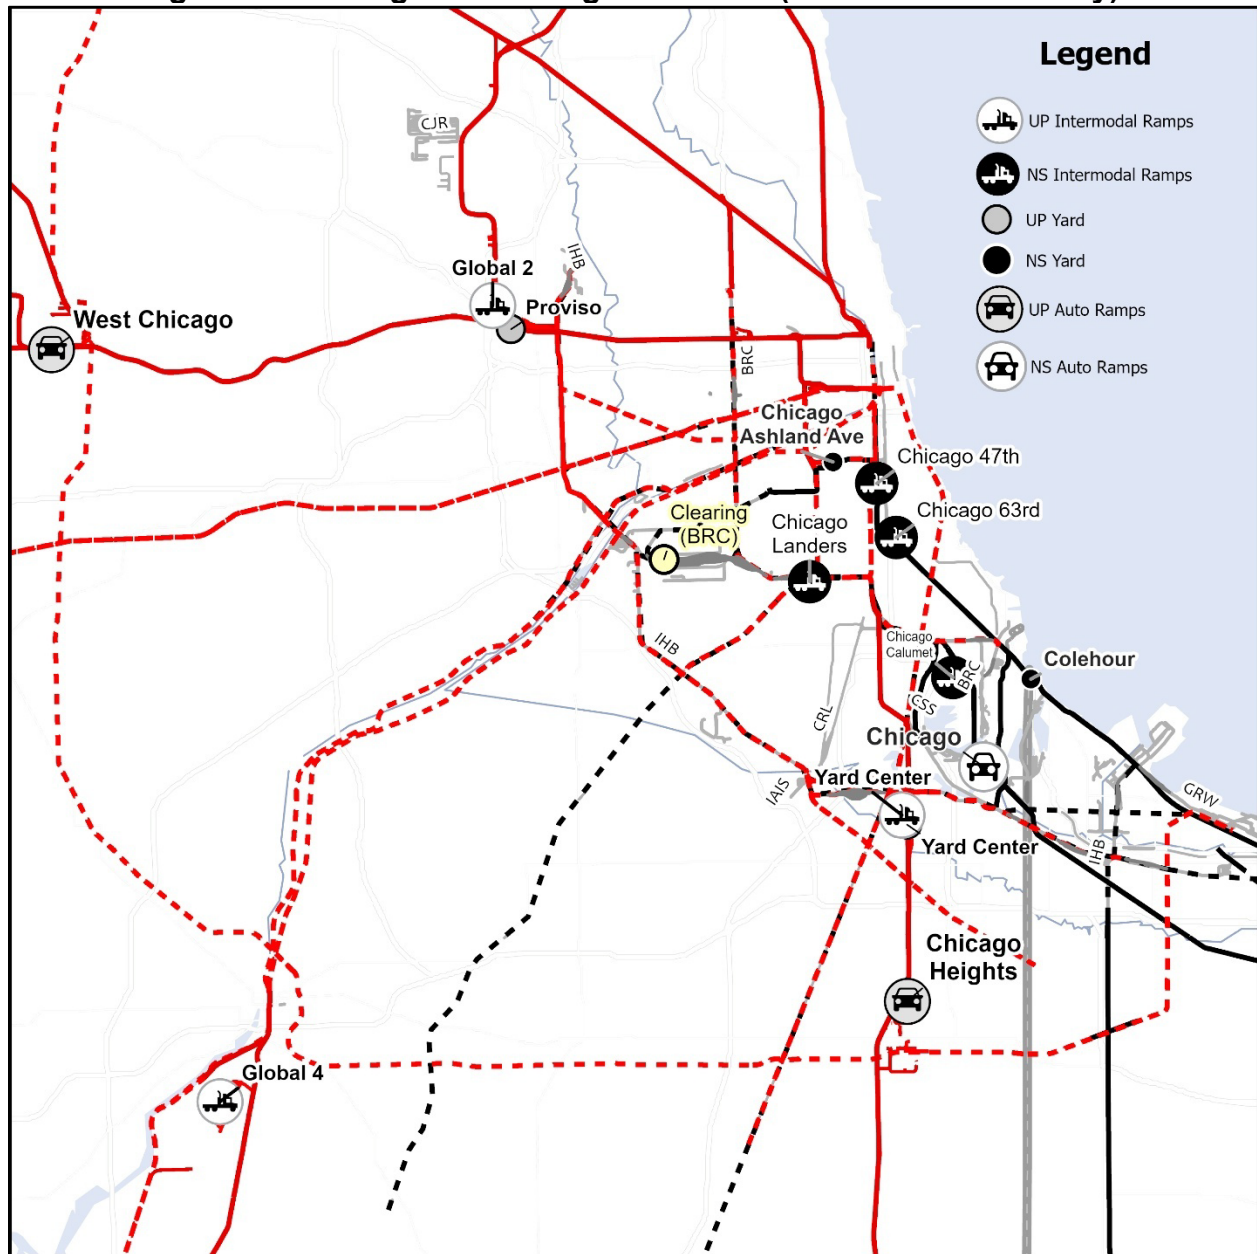 Legend
UP Intermodal Ramps
NS Intermodal Ramps
UP Yard
NS Yard
UP Auto Ramps
NS Auto Ramps
CJR
IHB
Global 2
Proviso
West Chicago
BRC
Chicago
Ashland Ave
Chicago 47th
Clearing
(BRC)
Chicago
Landers
Chicago 63rd
IHB
Chicago
Calumet
BRC
Colehour
CSS
CRL
Chicago
IAIS
Yard Center
GRW
Yard Center
IHB
Chicago
Heights
Global 4